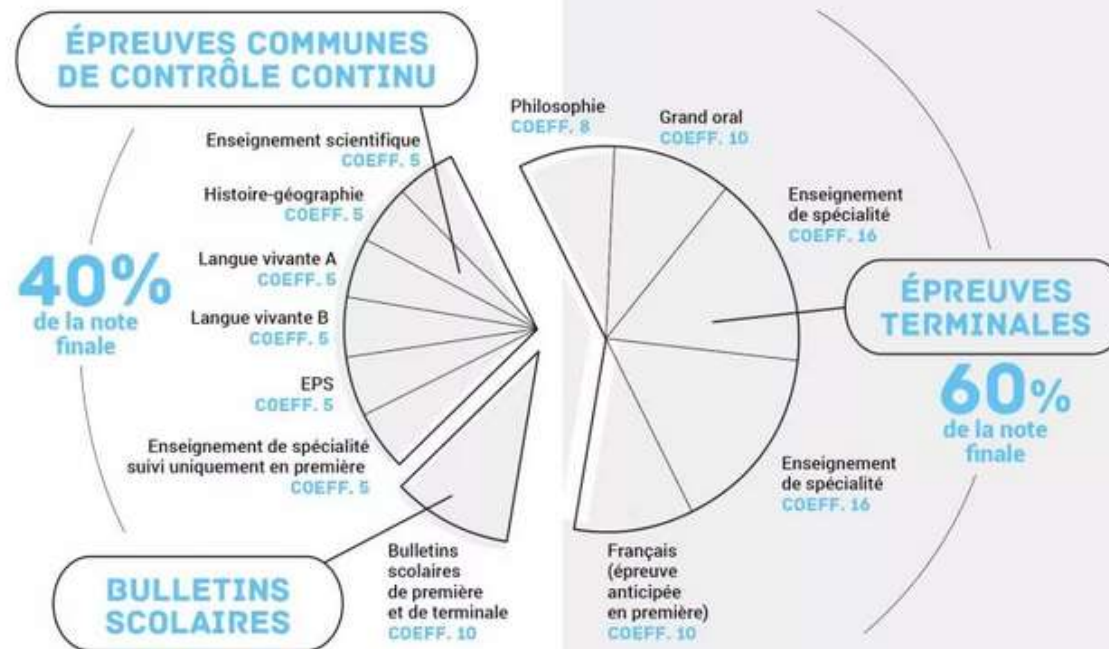 ÉPREUVES COMMUNES
DE CONTRÔLE CONTINU
Enseignement scientifique
COEFF. 5
Histoire-géographie
COEFF. 5
Langue vivante A
COEFF. 5
Langue vivante B
COEFF. 5
EPS
COEFF. 5
Enseignement de spécialité
suivi uniquement en première
COEFF. 5
40%
de la note
finale
BULLETINS
SCOLAIRES
Bulletins
scolaires
de première
et de terminale
COEFF. 10
Philosophie
COEFF. 8
Grand oral
COEFF. 10
Enseignement
de spécialité
COEFF. 16
ÉPREUVES
TERMINALES
60%
de la note
finale
Enseignement
de spécialité
COEFF. 16
Français
(épreuve
anticipée
en première)
COEFF. 10